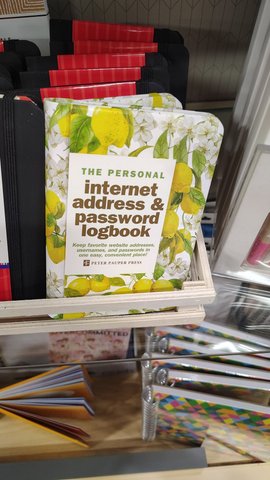 THE PERSONAL
internet
address &
password
logbook
Keep favorite website addresses,
usernames, and passwords in
one easy, convenient place!
PETER PAUPER PRESS